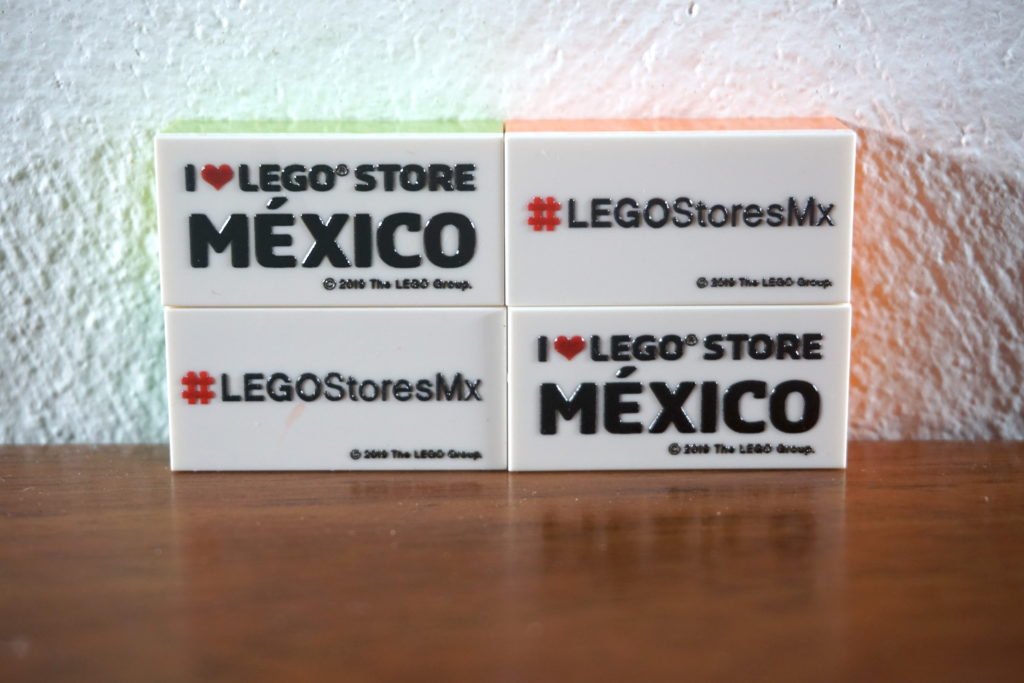 I ❤ LEGO® STORE
MÉXICO
© 2019 The LEGO Group.
#LEGOStoresMx
© 2019 The LEGO Group.
#LEGOStoresMx
© 2019 The LEGO Group.
I ❤ LEGO® STORE
MÉXICO
© 2019 The LEGO Group.